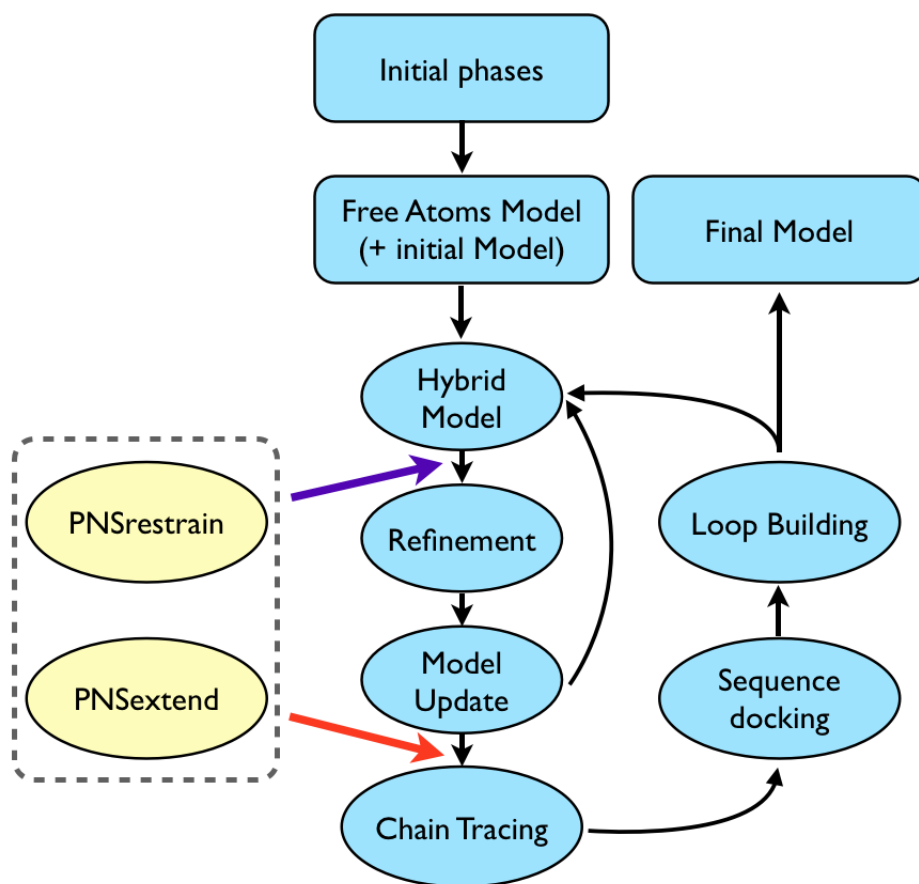 Initial phases
Free Atoms Model
(+ initial Model)
Final Model
Hybrid
Model
PNSrestrain
Refinement
Loop Building
PNSextend
Model
Update
Sequence
docking
Chain Tracing